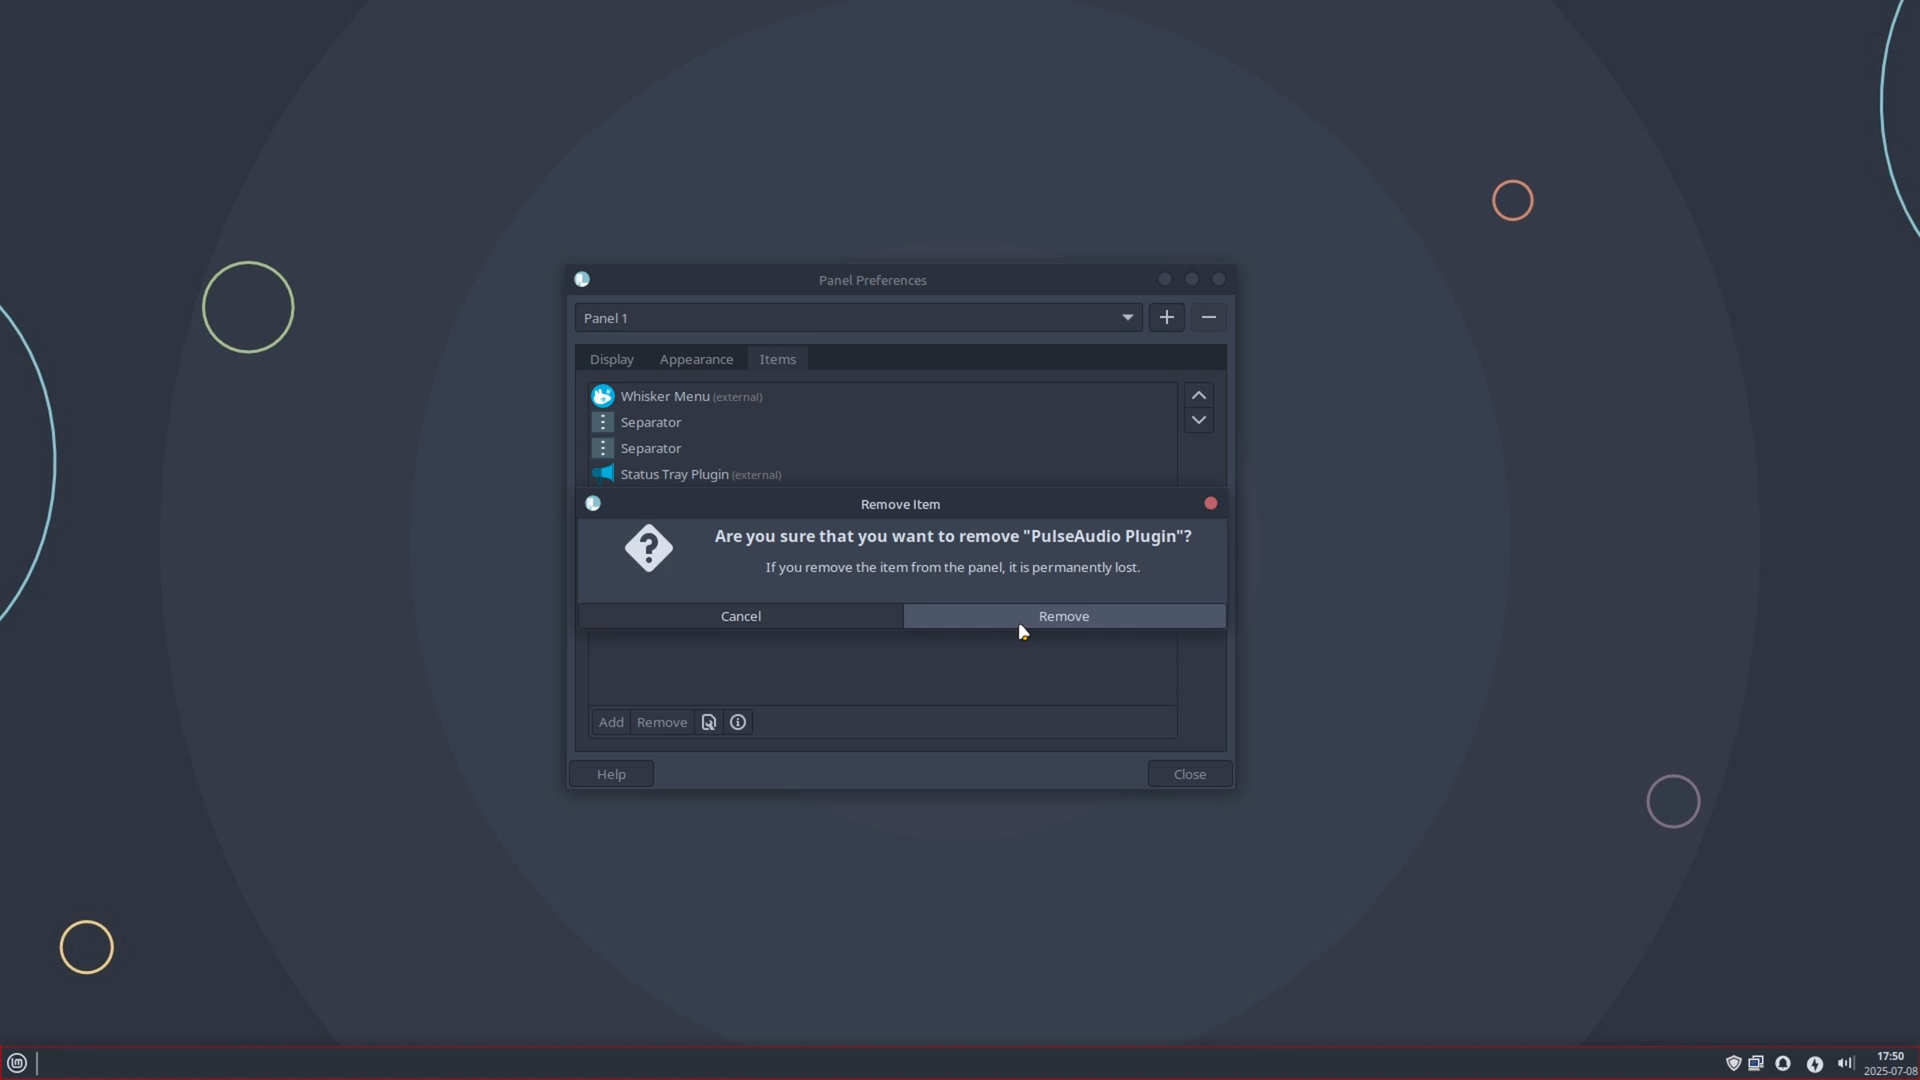 Panel Preferences
Panel 1
Display Appearance Items
Whisker Menu (external)
Separator
Separator
Status Tray Plugin (external)
Remove Item
Are you sure that you want to remove "PulseAudio Plugin"?
If you remove the item from the panel, it is permanently lost.
Cancel Remove
Add Remove
Help Close
17:50
2025-07-08